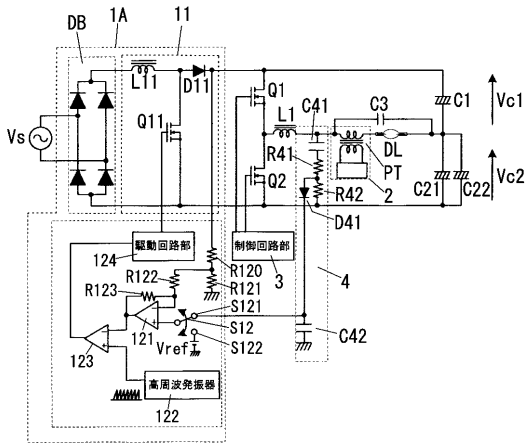 1A
DB
11
L11
D11
Q11
Vs
Q1
Q2
L1
C41
R41
R42
D41
C3
DL
PT
2
C1
C21
C22
Vc1
Vc2
駆動回路部
124
制御回路部
3
R120
R121
R122
R123
S121
S12
S122
121
Vref
123
高周波発振器
122
4
C42